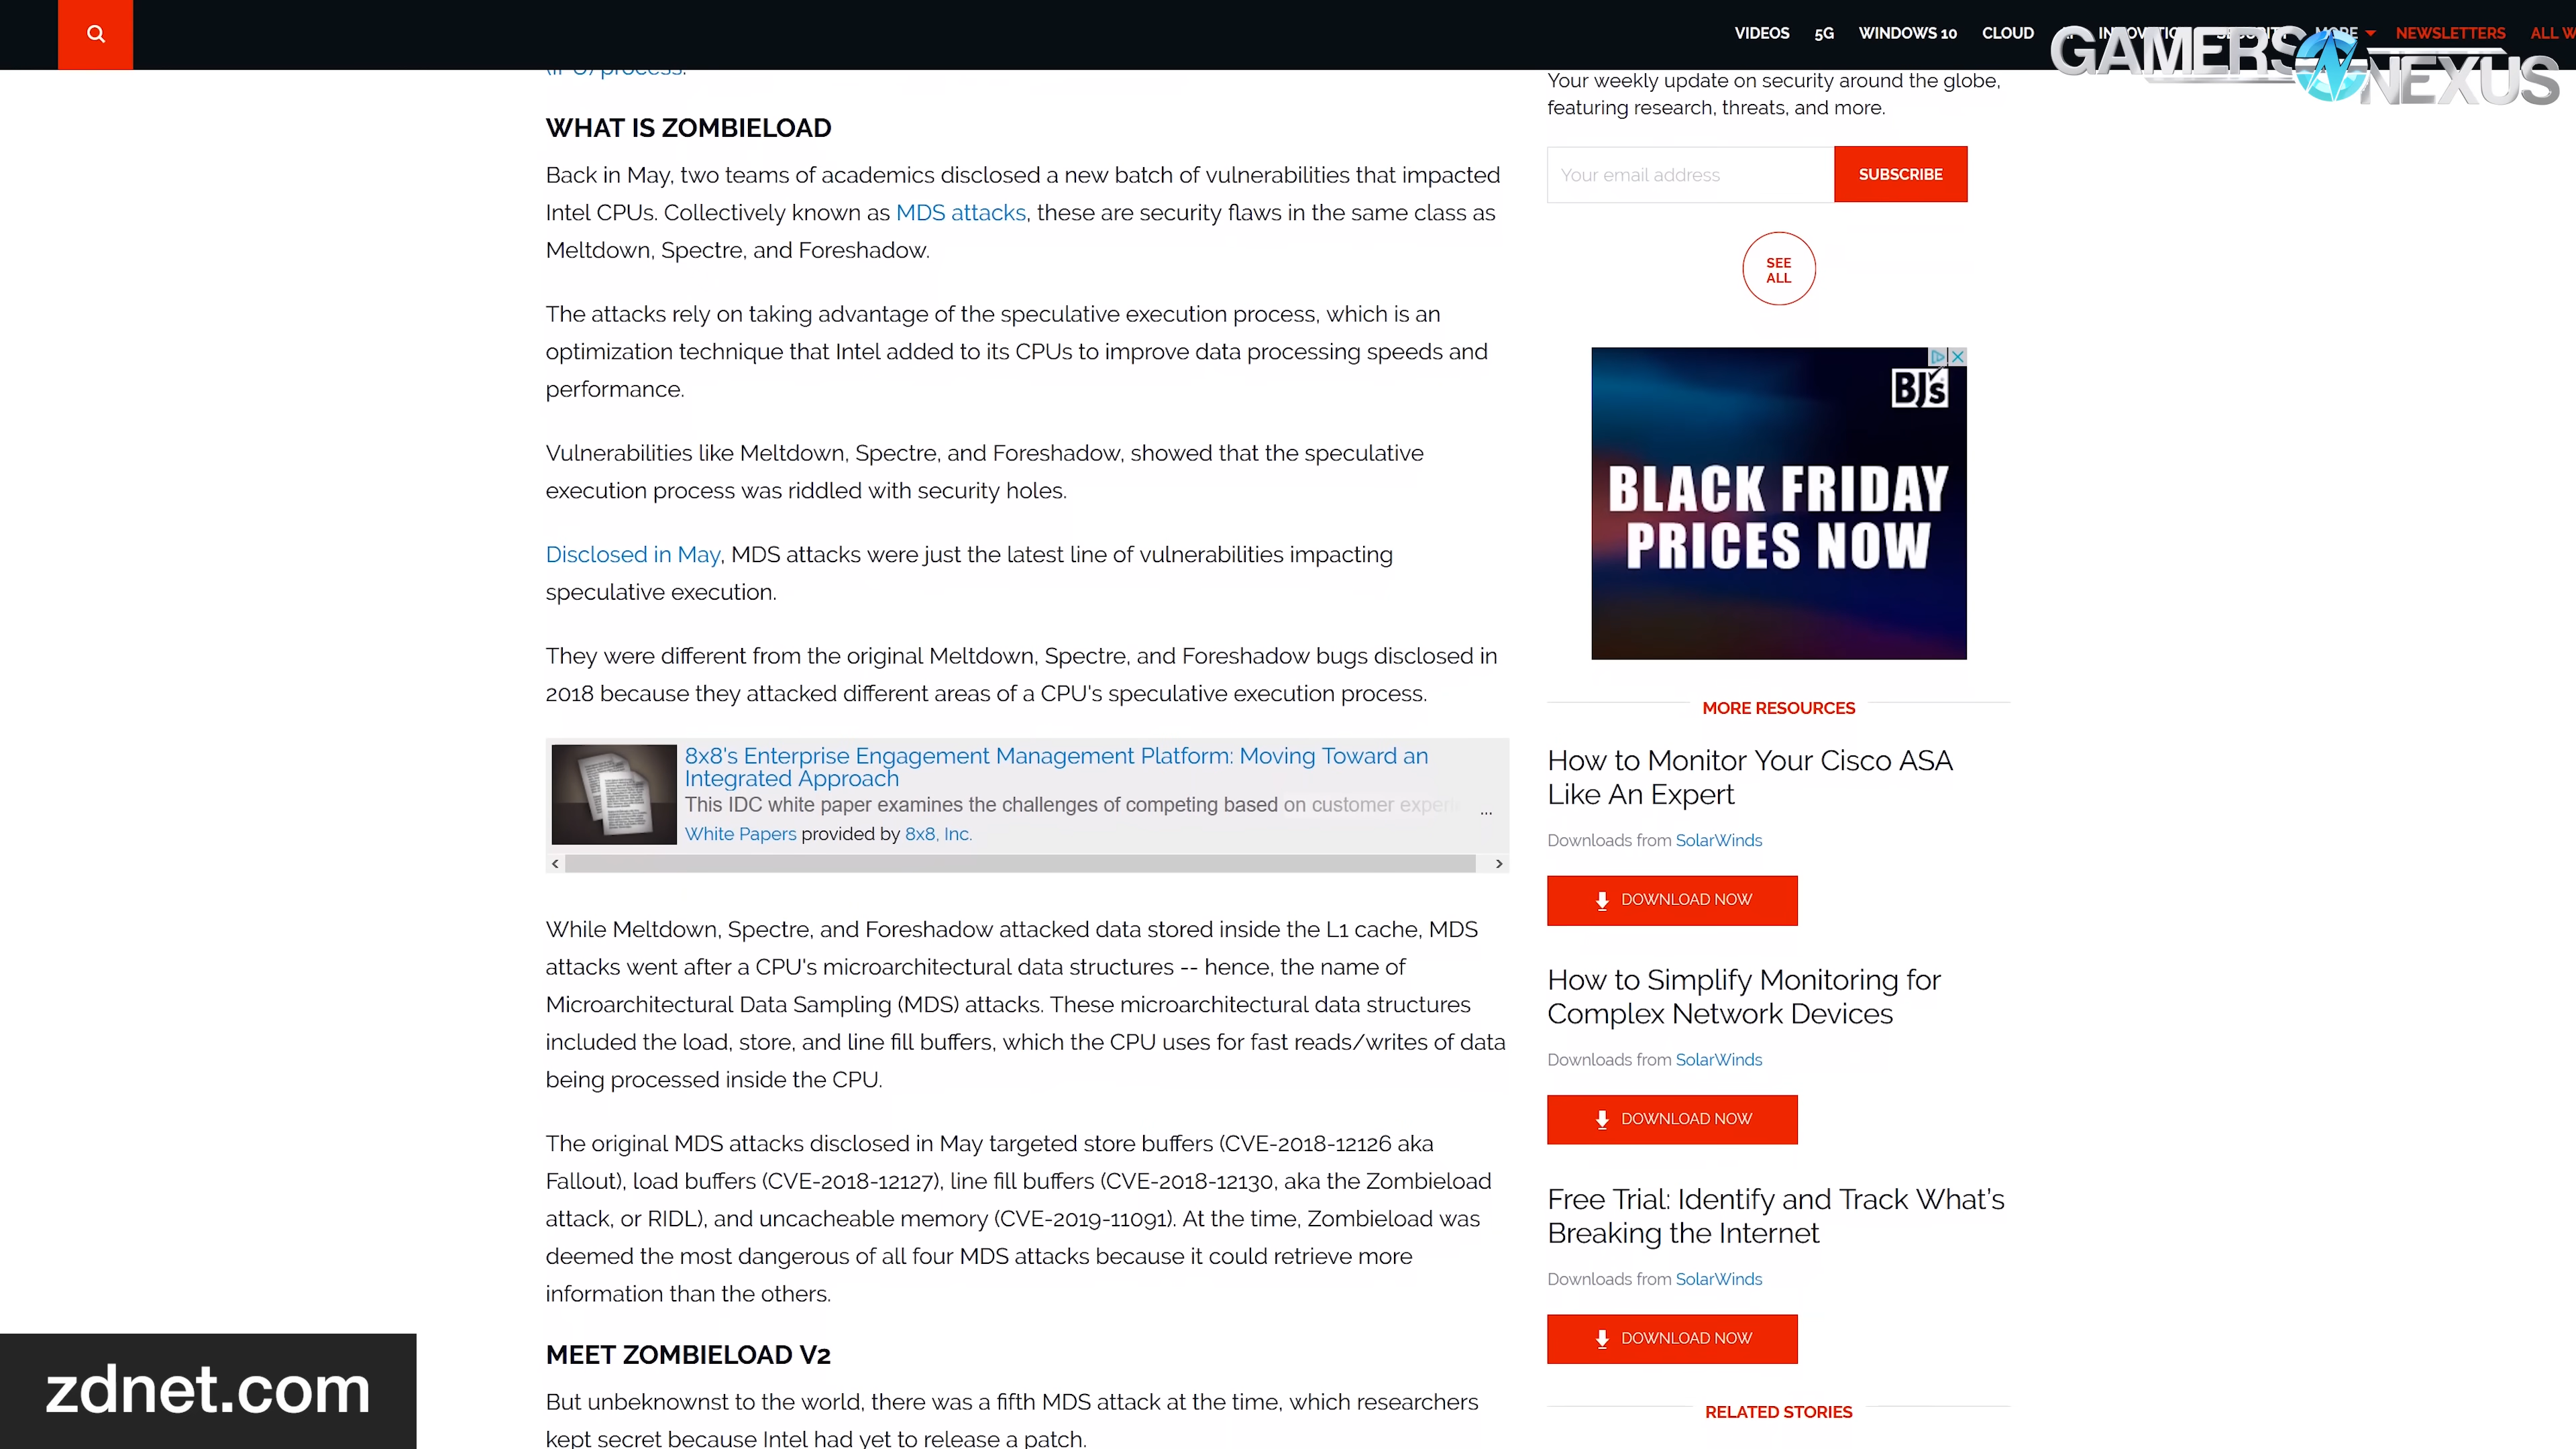 VIDEOS 5G WINDOWS 10 CLOUD AI INNOVATION SECURITY MORE NEWSLETTERS ALL W
GAMERS NEXUS
process.
WHAT IS ZOMBIELOAD
Back in May, two teams of academics disclosed a new batch of vulnerabilities that impacted
Intel CPUs. Collectively known as MDS attacks, these are security flaws in the same class as
Meltdown, Spectre, and Foreshadow.
The attacks rely on taking advantage of the speculative execution process, which is an
optimization technique that Intel added to its CPUs to improve data processing speeds and
performance.
Vulnerabilities like Meltdown, Spectre, and Foreshadow, showed that the speculative
execution process was riddled with security holes.
Disclosed in May, MDS attacks were just the latest line of vulnerabilities impacting
speculative execution.
They were different from the original Meltdown, Spectre, and Foreshadow bugs disclosed in
2018 because they attacked different areas of a CPU's speculative execution process.
8x8's Enterprise Engagement Management Platform: Moving Toward an
Integrated Approach
This IDC white paper examines the challenges of competing based on customer experi
...
White Papers provided by 8x8, Inc.
While Meltdown, Spectre, and Foreshadow attacked data stored inside the L1 cache, MDS
attacks went after a CPU's microarchitectural data structures -- hence, the name of
Microarchitectural Data Sampling (MDS) attacks. These microarchitectural data structures
included the load, store, and line fill buffers, which the CPU uses for fast reads/writes of data
being processed inside the CPU.
The original MDS attacks disclosed in May targeted store buffers (CVE-2018-12126 aka
Fallout), load buffers (CVE-2018-12127), line fill buffers (CVE-2018-12130, aka the Zombieload
attack, or RIDL), and uncacheable memory (CVE-2019-11091). At the time, Zombieload was
deemed the most dangerous of all four MDS attacks because it could retrieve more
information than the others.
MEET ZOMBIELOAD V2
But unbeknownst to the world, there was a fifth MDS attack at the time, which researchers
kept secret because Intel had yet to release a patch.
Your weekly update on security around the globe,
featuring research, threats, and more.
Your email address
SUBSCRIBE
SEE
ALL
BJ's
BLACK FRIDAY
PRICES NOW
MORE RESOURCES
How to Monitor Your Cisco ASA
Like An Expert
Downloads from SolarWinds
DOWNLOAD NOW
How to Simplify Monitoring for
Complex Network Devices
Downloads from SolarWinds
DOWNLOAD NOW
Free Trial: Identify and Track What's
Breaking the Internet
Downloads from SolarWinds
DOWNLOAD NOW
RELATED STORIES
zdnet.com